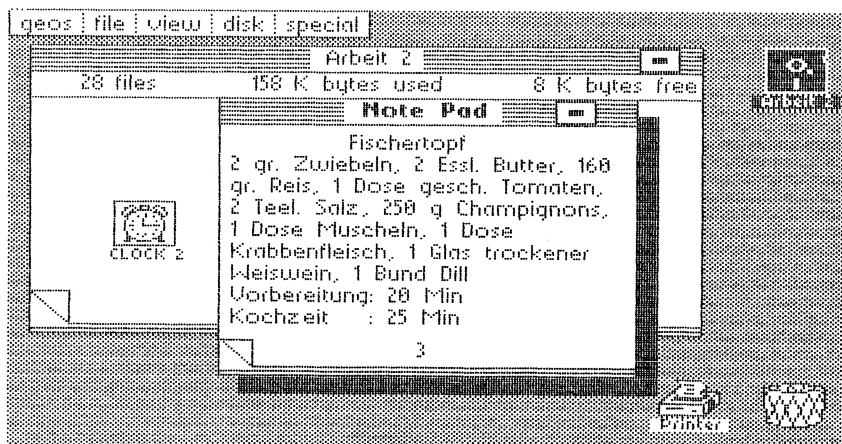 geos file view disk special
Arbeit 2
28 files 158 K bytes used 8 K bytes free
Note Pad
Fischertopf
2 gr. Zwiebeln, 2 Essl. Butter, 160
gr. Reis, 1 Dose gesch. Tomaten,
2 Teel. Salz, 250 g Champignons,
1 Dose Muscheln, 1 Dose
Krabbenfleisch, 1 Glas trockener
Weiswein, 1 Bund Dill
Vorbereitung: 20 Min
Kochzeit : 25 Min
3
CLOCK 2
Printer